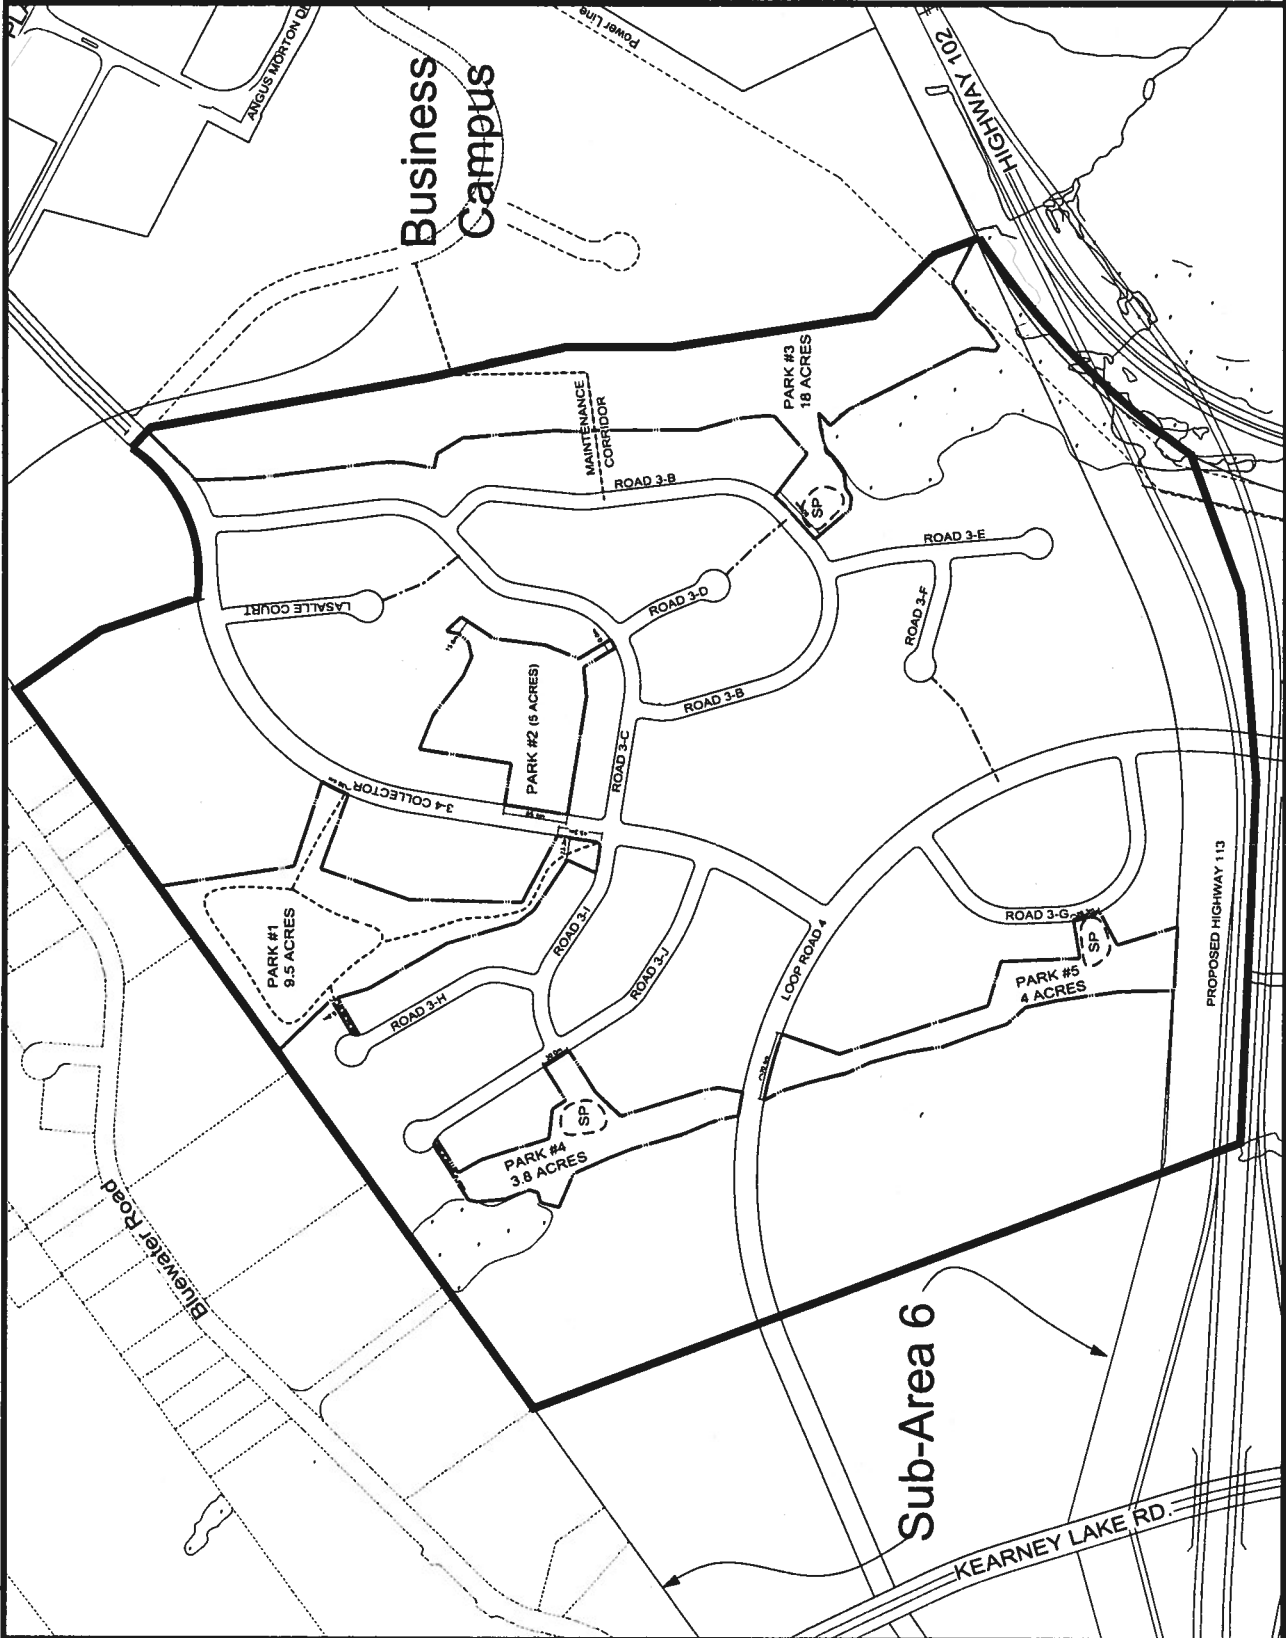 ANGUS MORTON
Power Line
Business
Campus
HIGHWAY 102
PARK #3
18 ACRES
MAINTENANCE
CORRIDOR
ROAD 3-B
SP
ROAD 3-E
ROAD 3-F
ROAD 3-D
LASALLE COURT
PARK #2 (5 ACRES)
ROAD 3-B
ROAD 3-C
3-4 COLLECTOR
PARK #1
9.5 ACRES
ROAD 3-I
ROAD 3-J
ROAD 3-H
LOOP ROAD 4
ROAD 3-G
SP
PARK #5
4 ACRES
PROPOSED HIGHWAY 113
SP
PARK #4
3.8 ACRES
Bluewater Road
Sub-Area 6
KEARNEY LAKE RD.